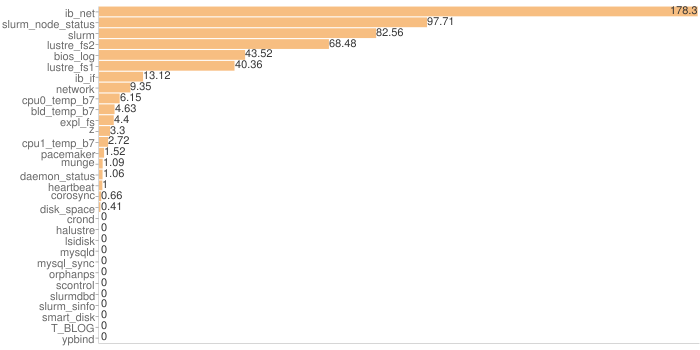 ib_net 178.3
slurm_node_status 97.71
slurm 82.56
lustre_fs2 68.48
bios_log 43.52
lustre_fs1 40.36
ib_if 13.12
network 9.35
cpu0_temp_b7 6.15
bld_temp_b7 4.63
expl_fs 4.4
z 3.3
cpu1_temp_b7 2.72
pacemaker 1.52
munge 1.09
daemon_status 1.06
heartbeat 1
corosync 0.66
disk_space 0.41
crond 0
halustre 0
lsidisk 0
mysqld 0
mysql_sync 0
orphanps 0
scontrol 0
slurmdbd 0
slurm_sinfo 0
smart_disk 0
T_BLOG 0
ypbind 0